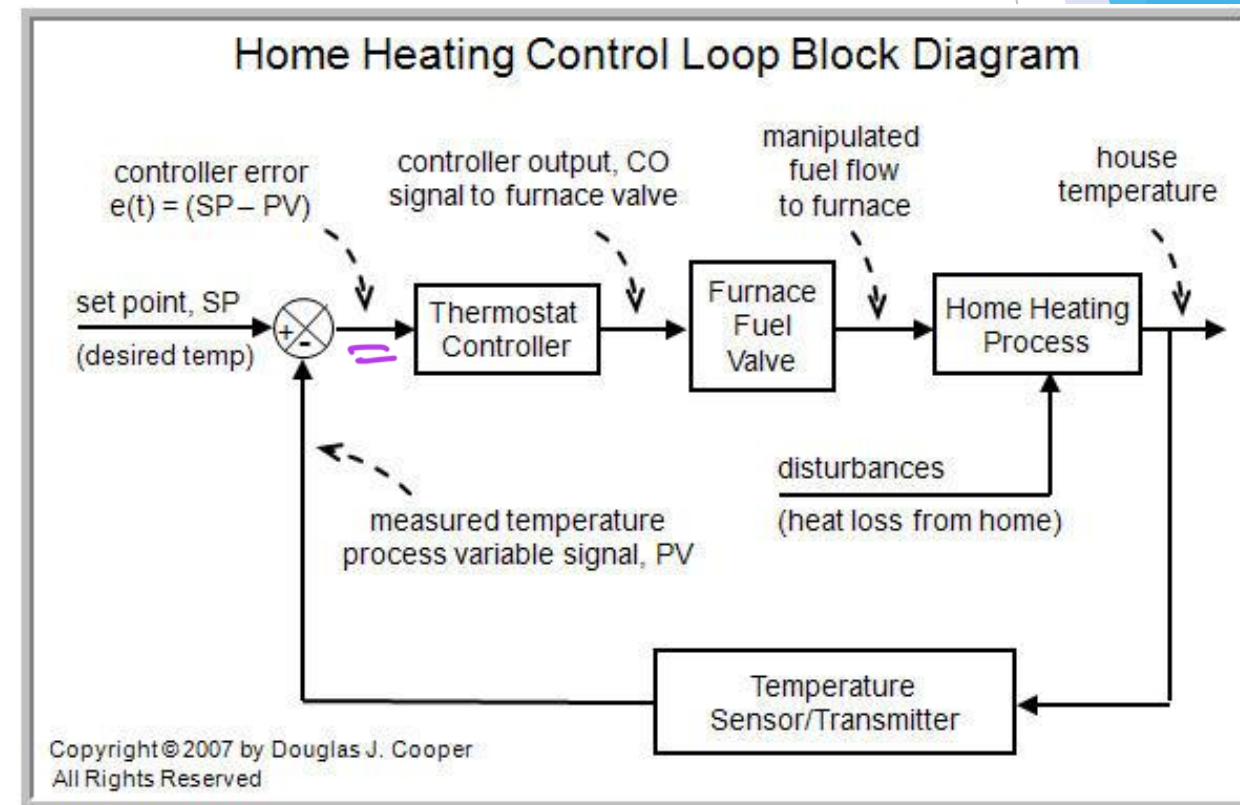 Home Heating Control Loop Block Diagram
controller error
e(t) = (SP – PV)
controller output, CO
signal to furnace valve
manipulated
fuel flow
to furnace
house
temperature
set point, SP
(desired temp)
+
-
Thermostat
Controller
Furnace
Fuel
Valve
Home Heating
Process
disturbances
(heat loss from home)
measured temperature
process variable signal, PV
Temperature
Sensor/Transmitter
Copyright © 2007 by Douglas J. Cooper
All Rights Reserved